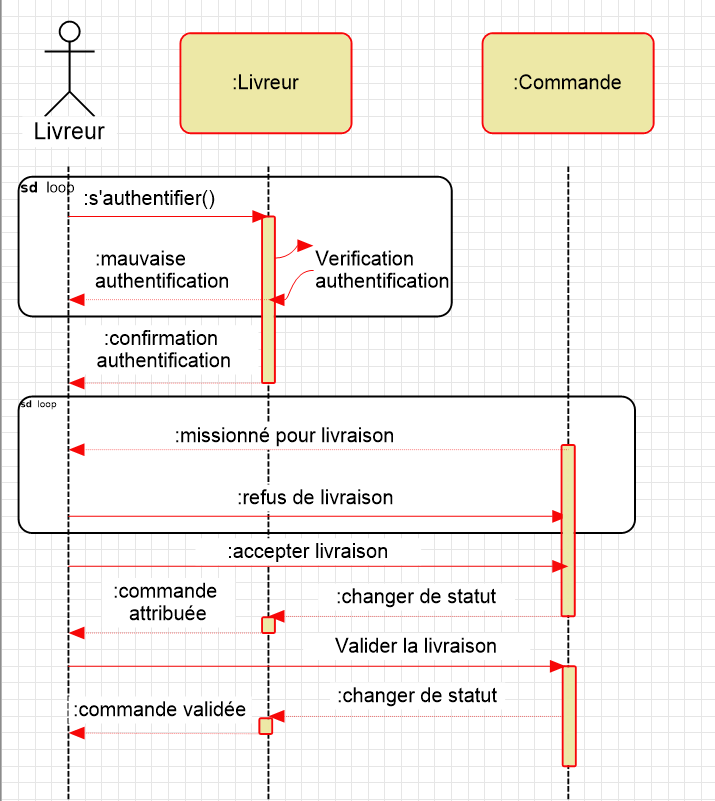 :Livreur
:Commande
Livreur
sd loop
:s'authentifier()
:mauvaise
authentification
Verification
authentification
:confirmation
authentification
sd loop
:missionné pour livraison
:refus de livraison
:accepter livraison
:commande
attribuée
:changer de statut
Valider la livraison
:changer de statut
:commande validée